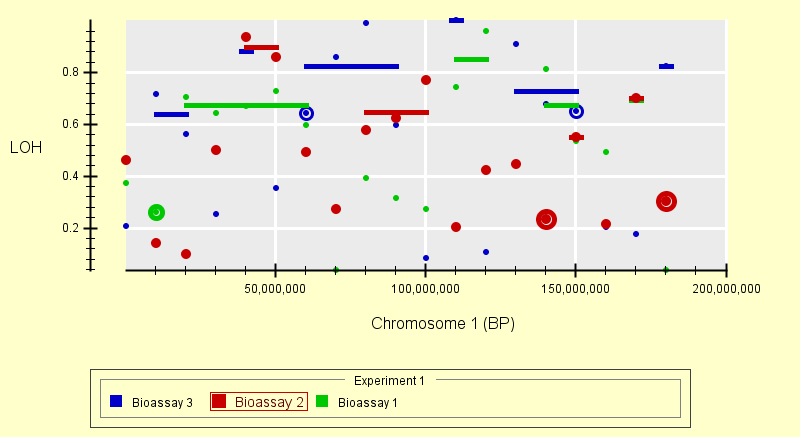 0.8
0.6
LOH
0.4
0.2
50,000,000 100,000,000 150,000,000 200,000,000
Chromosome 1 (BP)
Experiment 1
Bioassay 3 Bioassay 2 Bioassay 1